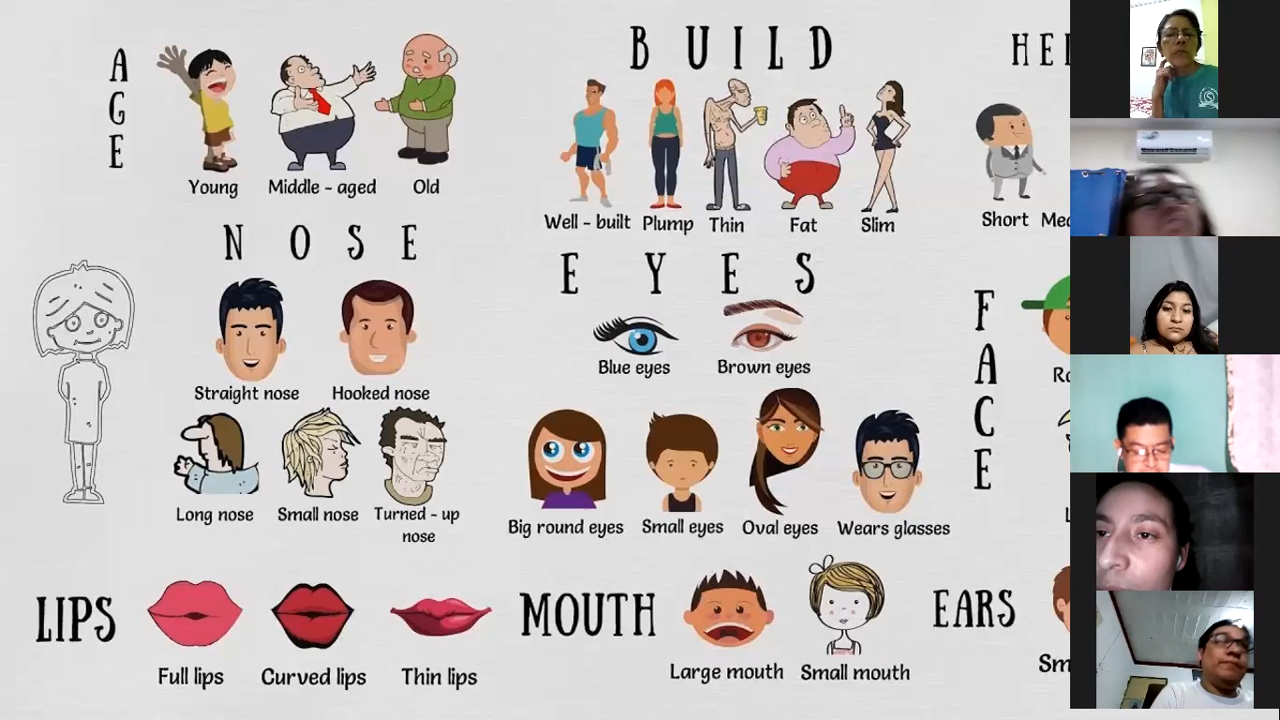 AGE
Young
Middle - aged
Old
BUILD
Well - built
Plump
Thin
Fat
Slim
Short
NOSE
Straight nose
Hooked nose
Long nose
Small nose
Turned - up
nose
EYES
Blue eyes
Brown eyes
Big round eyes
Small eyes
Oval eyes
Wears glasses
FACE
LIPS
Full lips
Curved lips
Thin lips
MOUTH
Large mouth
Small mouth
EARS